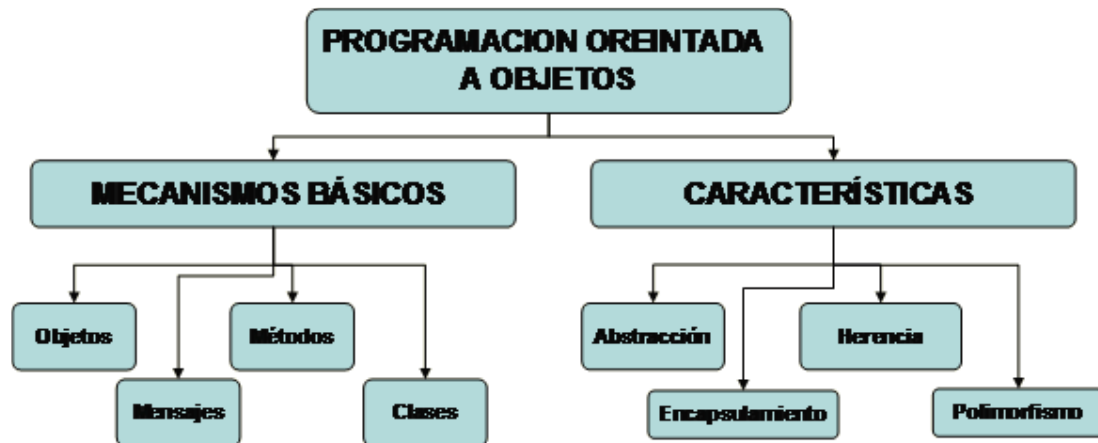 PROGRAMACION OREINTADA
A OBJETOS
MECANISMOS BÁSICOS
CARACTERÍSTICAS
Objetos
Métodos
Mensajes
Clases
Abstracción
Herencia
Encapsulamiento
Polimorfismo